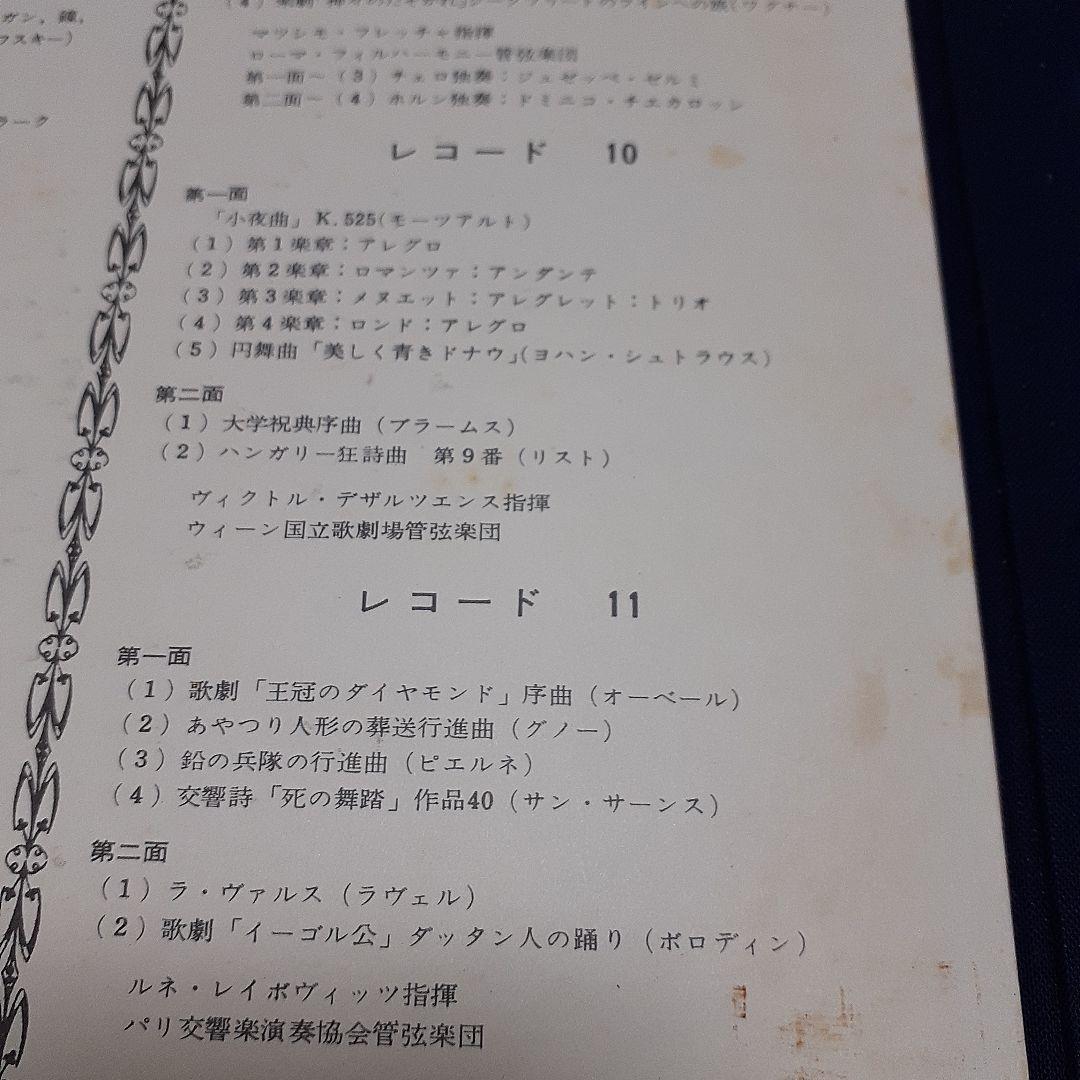 ガン，鐘，
フスキー）
ラーク
マッシモ・フレッチャ指揮
ローマ・フィルハーモニー管弦楽団
第一面～（3）チェロ独奏：ジュゼッペ・ゼルミ
第二面～（4）ホルン独奏：ドミニコ・チェカロッシ
レコード 10
第一面
「小夜曲」K.525（モーツアルト）
（1）第1楽章：アレグロ
（2）第2楽章：ロマンツァ：アンダンテ
（3）第3楽章：メヌエット：アレグレット：トリオ
（4）第4楽章：ロンド：アレグロ
（5）円舞曲「美しく青きドナウ」（ヨハン・シュトラウス）
第二面
（1）大学祝典序曲（ブラームス）
（2）ハンガリー狂詩曲 第9番（リスト）
ヴィクトル・デザルツエンス指揮
ウィーン国立歌劇場管弦楽団
レコード 11
第一面
（1）歌劇「王冠のダイヤモンド」序曲（オーベール）
（2）あやつり人形の葬送行進曲（グノー）
（3）鉛の兵隊の行進曲（ピエルネ）
（4）交響詩「死の舞踏」作品40（サン・サーンス）
第二面
（1）ラ・ヴァルス（ラヴェル）
（2）歌劇「イーゴル公」ダッタン人の踊り（ボロディン）
ルネ・レイボヴィッツ指揮
パリ交響楽演奏協会管弦楽団